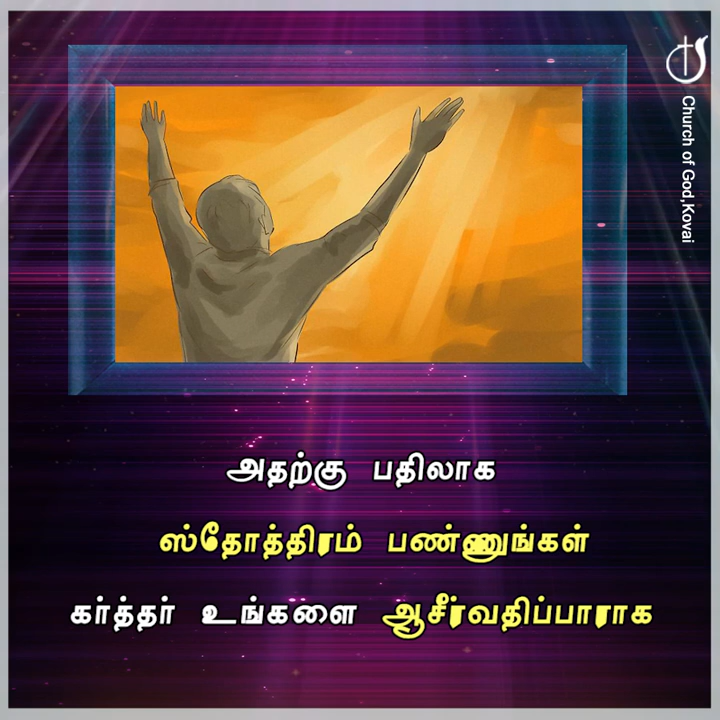 Church of God,Kovai
அதற்கு பதிலாக
ஸ்தோத்திரம் பண்ணுங்கள்
கர்த்தர் உங்களை ஆசீர்வதிப்பாராக